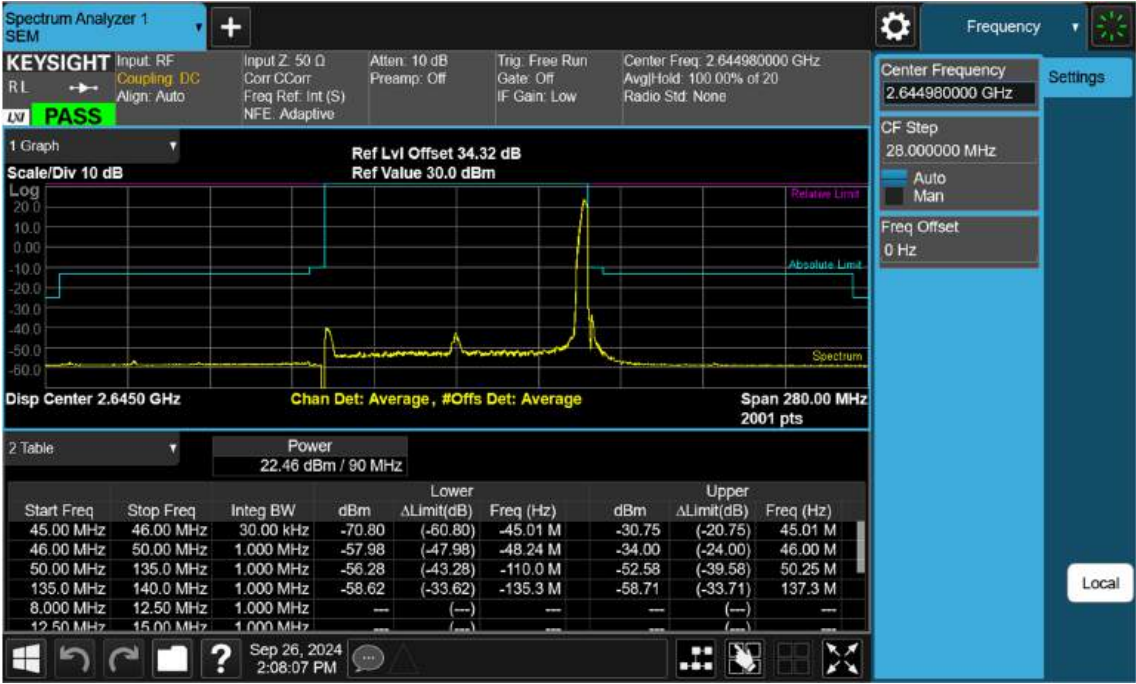 Spectrum Analyzer 1
SEM
Frequency
KEYSIGHT
R L
LXI
PASS
Input: RF
Coupling: DC
Align: Auto
Input Z: 50 Ω
Corr CCorr
Freq Ref: Int (S)
NFE: Adaptive
Atten: 10 dB
Preamp: Off
Trig: Free Run
Gate: Off
IF Gain: Low
Center Freq: 2.644980000 GHz
Avg|Hold: 100.00% of 20
Radio Std: None
Center Frequency
2.644980000 GHz
Settings
CF Step
28.000000 MHz
Auto
Man
Freq Offset
0 Hz
1 Graph
Scale/Div 10 dB
Ref Lvl Offset 34.32 dB
Ref Value 30.0 dBm
Log
20.0
10.0
0.00
-10.0
-20.0
-30.0
-40.0
-50.0
-60.0
Relative Limit
Absolute Limit
Spectrum
Disp Center 2.6450 GHz
Chan Det: Average, #Offs Det: Average
Span 280.00 MHz
2001 pts
2 Table
Power
22.46 dBm / 90 MHz
Lower Upper
Start Freq Stop Freq Integ BW dBm ΔLimit(dB) Freq (Hz) dBm ΔLimit(dB) Freq (Hz)
45.00 MHz 46.00 MHz 30.00 kHz -70.80 (-60.80) -45.01 M -30.75 (-20.75) 45.01 M
46.00 MHz 50.00 MHz 1.000 MHz -57.98 (-47.98) -48.24 M -34.00 (-24.00) 46.00 M
50.00 MHz 135.0 MHz 1.000 MHz -56.28 (-43.28) -110.0 M -52.58 (-39.58) 50.25 M
135.0 MHz 140.0 MHz 1.000 MHz -58.62 (-33.62) -135.3 M -58.71 (-33.71) 137.3 M
8.000 MHz 12.50 MHz 1.000 MHz --- (---) --- --- (---) ---
12.50 MHz 15.00 MHz 1.000 MHz --- (---) --- --- (---) ---
Local
?
Sep 26, 2024
2:08:07 PM